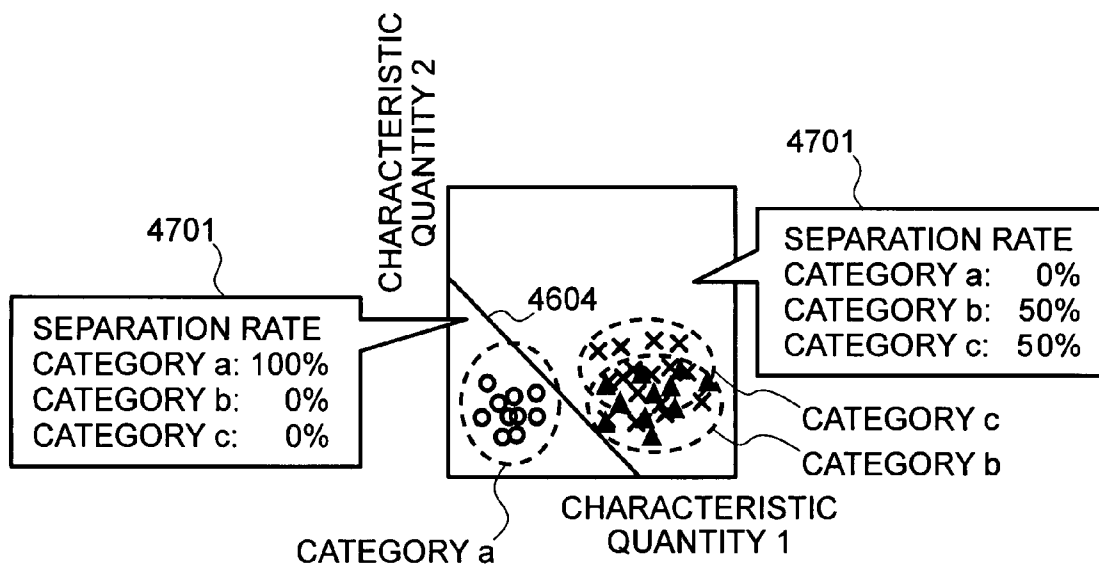 CHARACTERISTIC
QUANTITY 2
4701
SEPARATION RATE
CATEGORY a: 100%
CATEGORY b: 0%
CATEGORY c: 0%
4604
4701
SEPARATION RATE
CATEGORY a: 0%
CATEGORY b: 50%
CATEGORY c: 50%
CATEGORY c
CATEGORY b
CHARACTERISTIC
QUANTITY 1
CATEGORY a